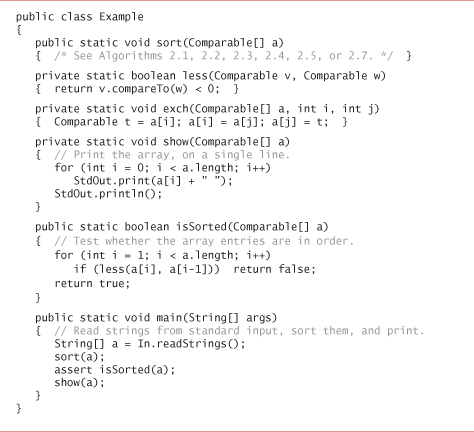 public class Example
{
public static void sort(Comparable[] a)
{ /* See Algorithms 2.1, 2.2, 2.3, 2.4, 2.5, or 2.7. */ }
private static boolean less(Comparable v, Comparable w)
{ return v.compareTo(w) < 0; }
private static void exch(Comparable[] a, int i, int j)
{ Comparable t = a[i]; a[i] = a[j]; a[j] = t; }
private static void show(Comparable[] a)
{ // Print the array, on a single line.
for (int i = 0; i < a.length; i++)
StdOut.print(a[i] + " ");
StdOut.println();
}
public static boolean isSorted(Comparable[] a)
{ // Test whether the array entries are in order.
for (int i = 1; i < a.length; i++)
if (less(a[i], a[i-1])) return false;
return true;
}
public static void main(String[] args)
{ // Read strings from standard input, sort them, and print.
String[] a = In.readStrings();
sort(a);
assert isSorted(a);
show(a);
}
}